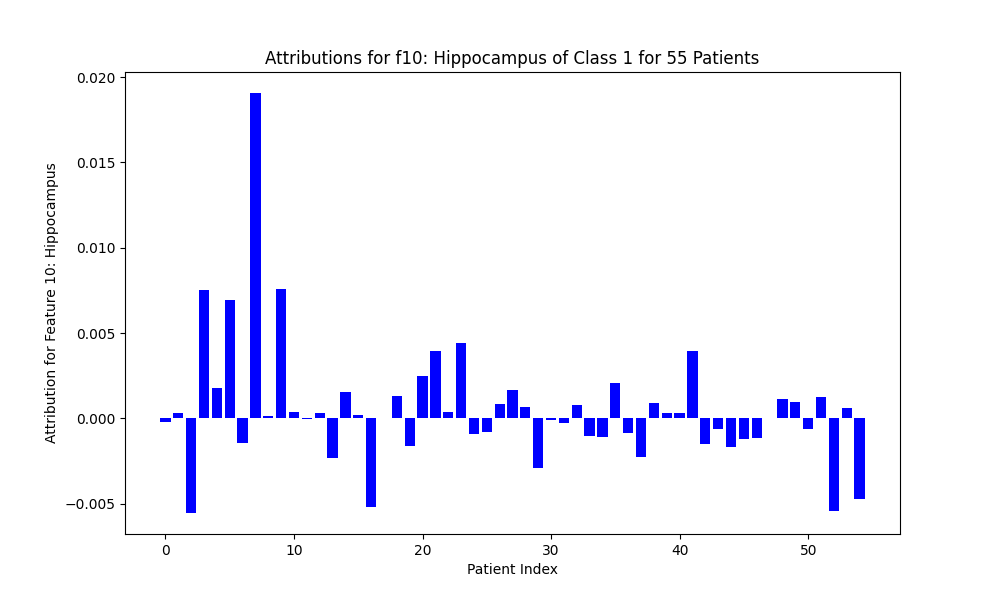 Attributions for f10: Hippocampus of Class 1 for 55 Patients
Attribution for Feature 10: Hippocampus
0.020
0.015
0.010
0.005
0.000
−0.005
0 10 20 30 40 50
Patient Index